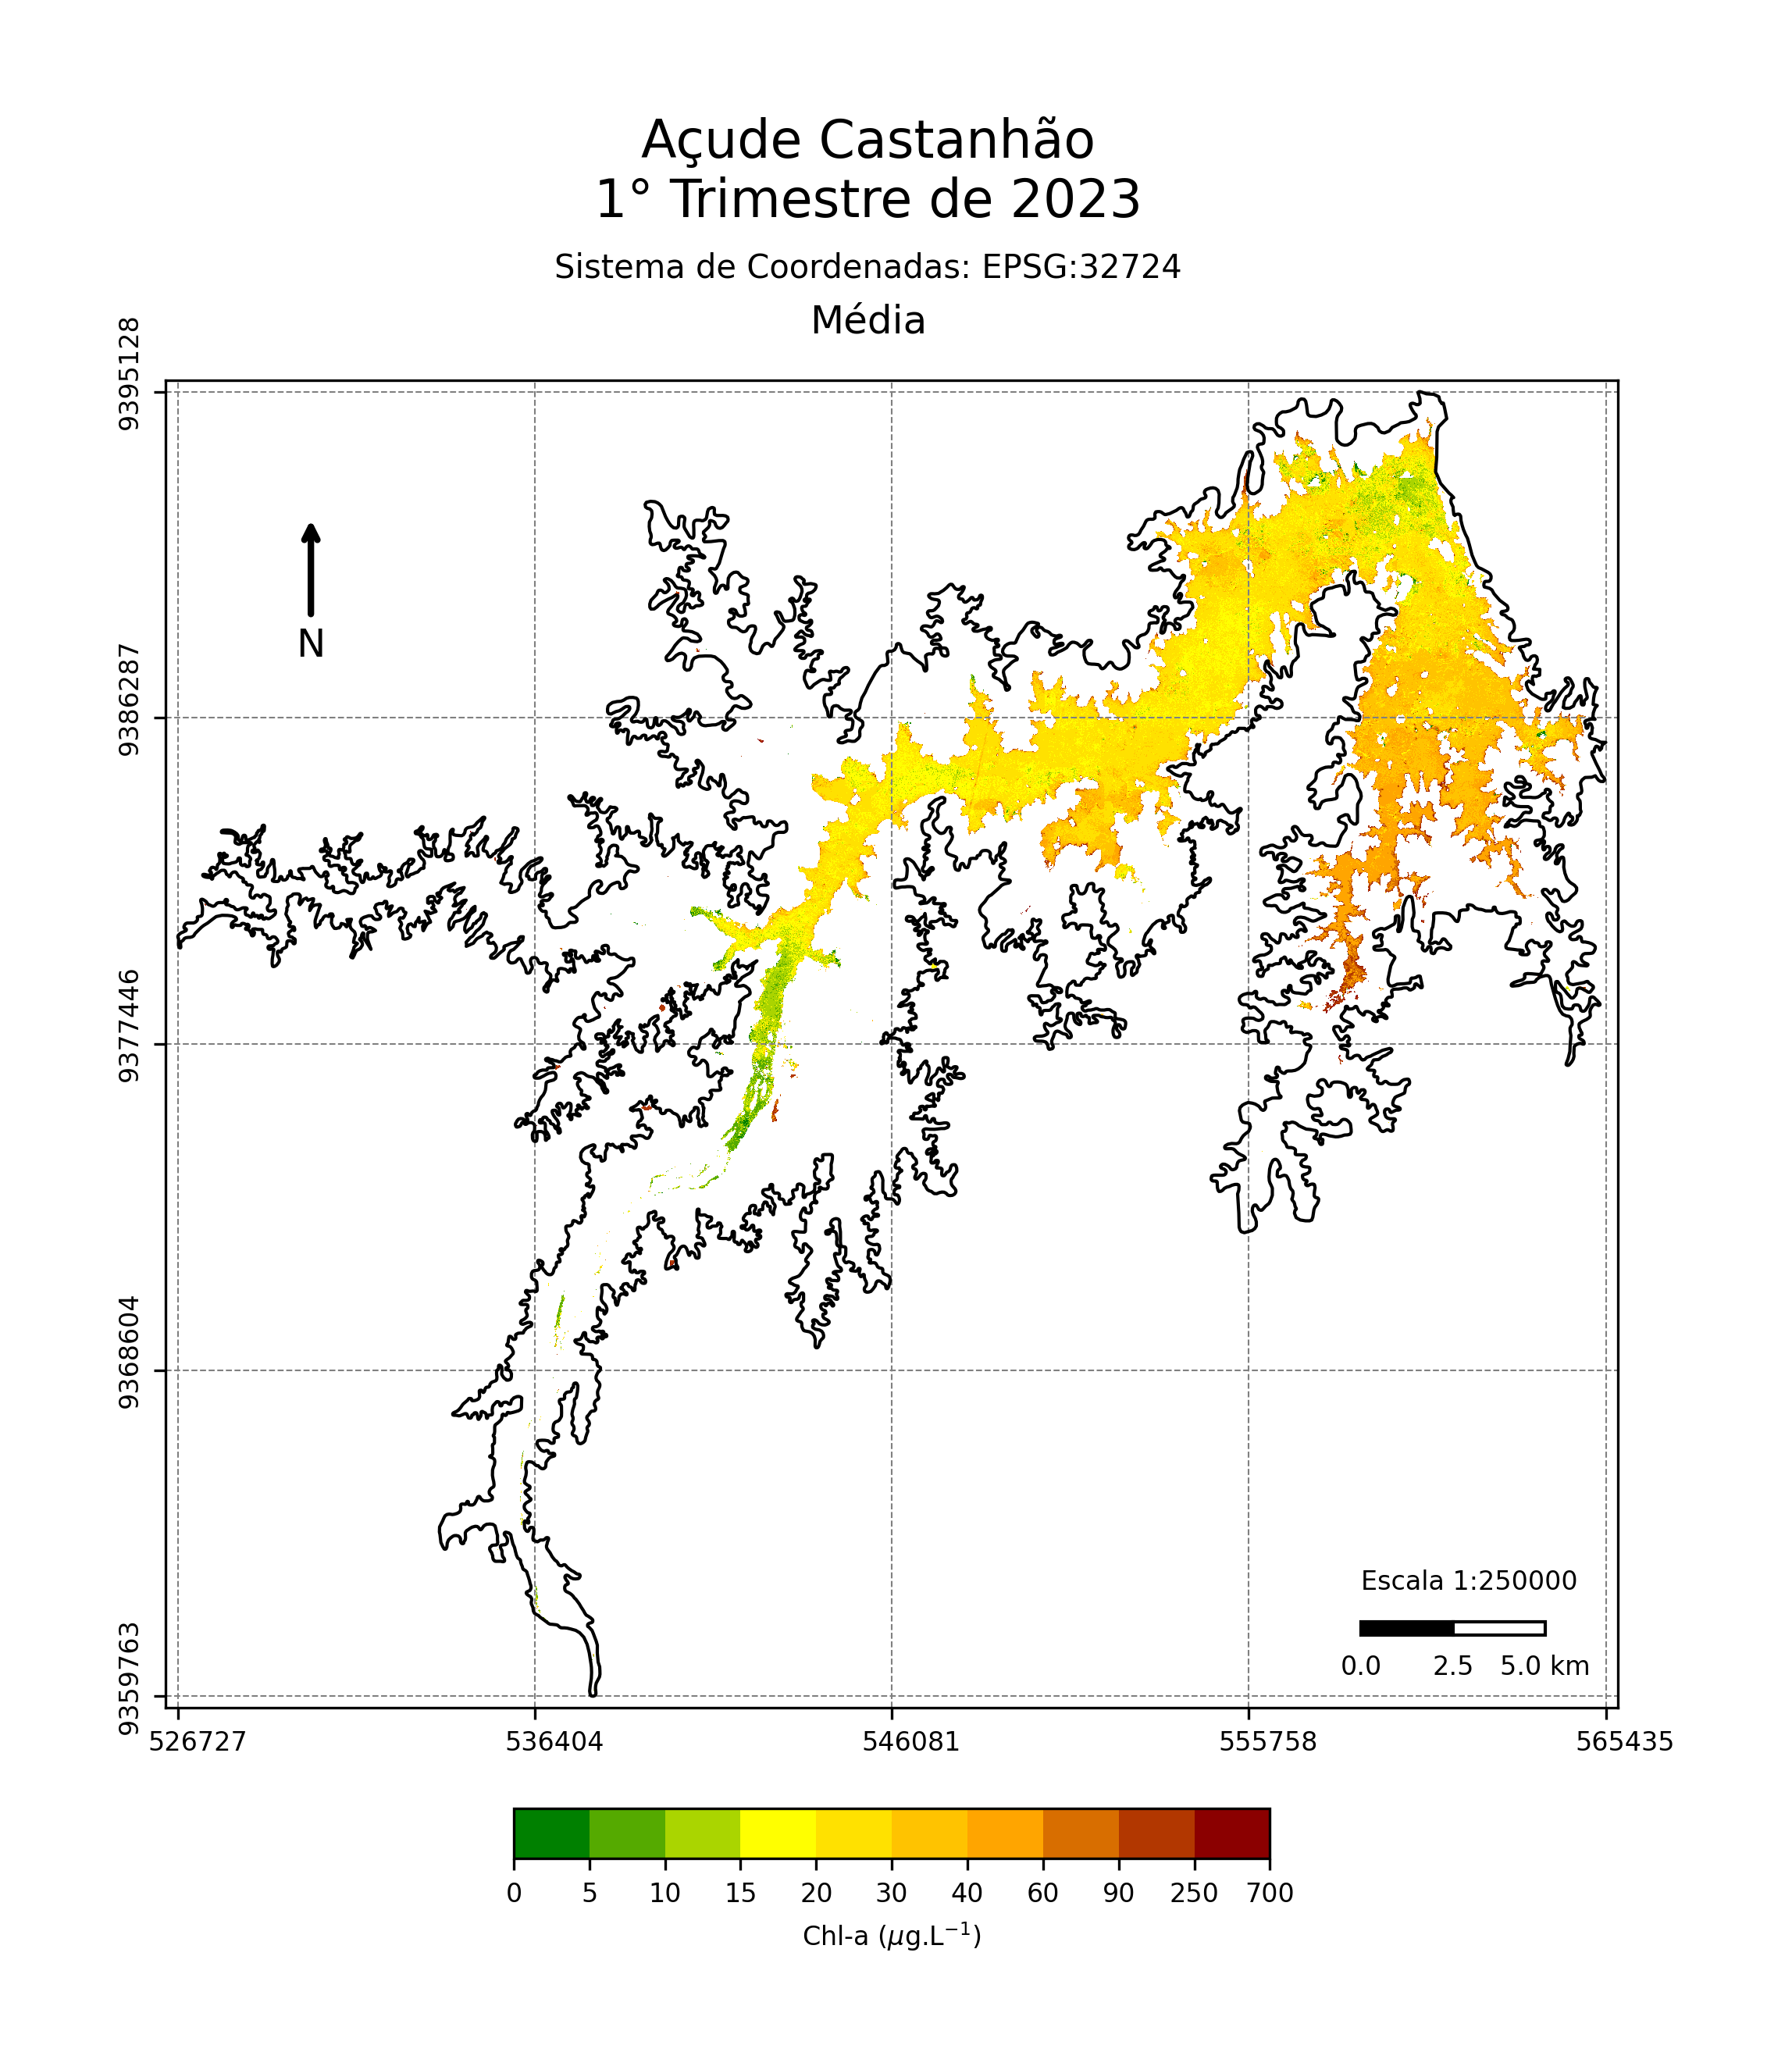 Açude Castanhão
1° Trimestre de 2023
Sistema de Coordenadas: EPSG:32724
Média
9395128
9386287
9377446
9368604
9359763
N
Escala 1:250000
0.0 2.5 5.0 km
526727 536404 546081 555758 565435
0 5 10 15 20 30 40 60 90 250 700
Chl-a (μg.L⁻¹)